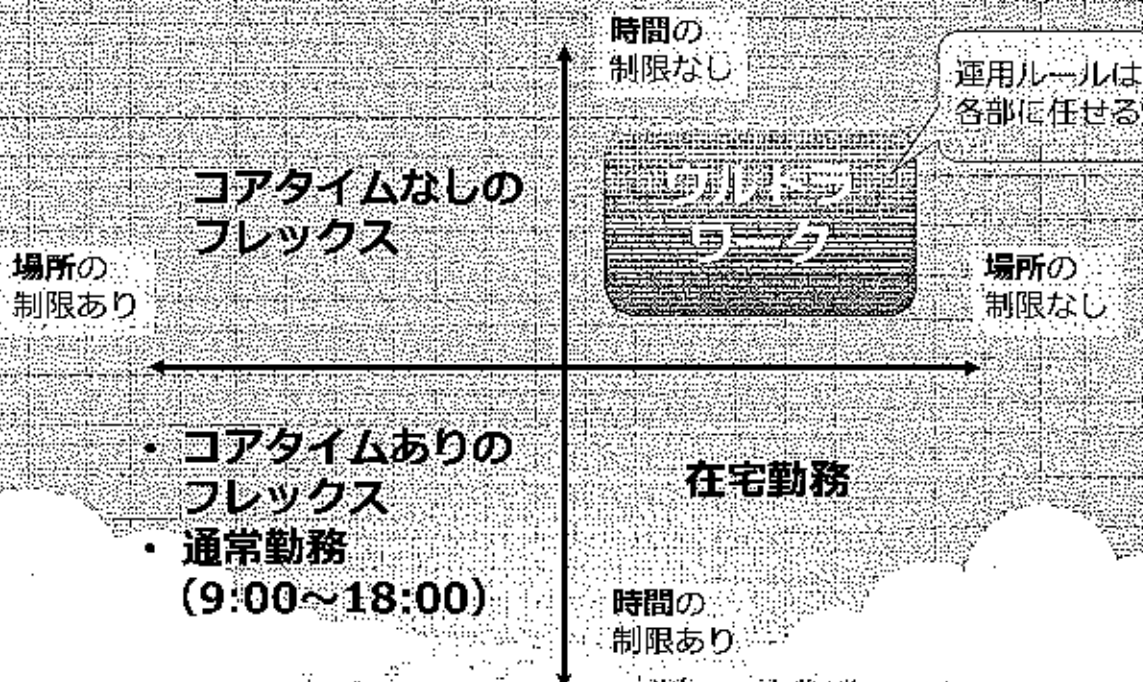 時間の
制限なし
運用ルールは
各部に任せる
ウルトラ
ワーク
コアタイムなしの
フレックス
場所の
制限あり
場所の
制限なし
・ コアタイムありの
フレックス
・ 通常勤務
（9:00～18:00）
在宅勤務
時間の
制限あり